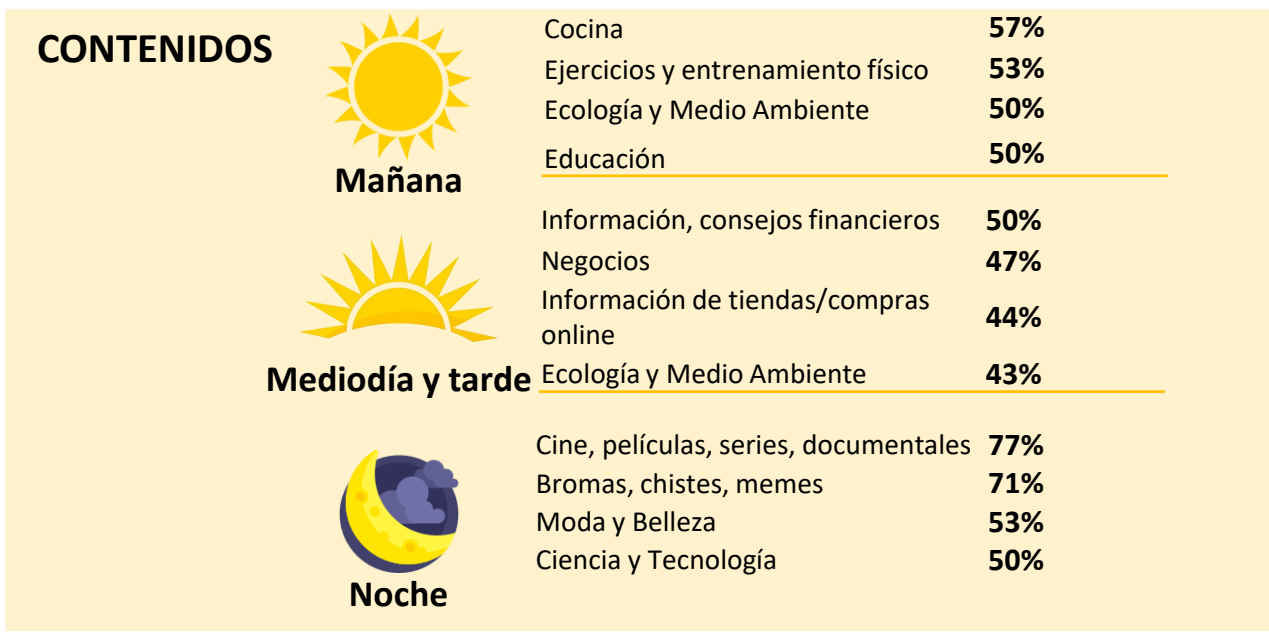 CONTENIDOS
Cocina 57%
Ejercicios y entrenamiento físico 53%
Ecología y Medio Ambiente 50%
Educación 50%
Mañana
Información, consejos financieros 50%
Negocios 47%
Información de tiendas/compras
online 44%
Ecología y Medio Ambiente 43%
Mediodía y tarde
Cine, películas, series, documentales 77%
Bromas, chistes, memes 71%
Moda y Belleza 53%
Ciencia y Tecnología 50%
Noche